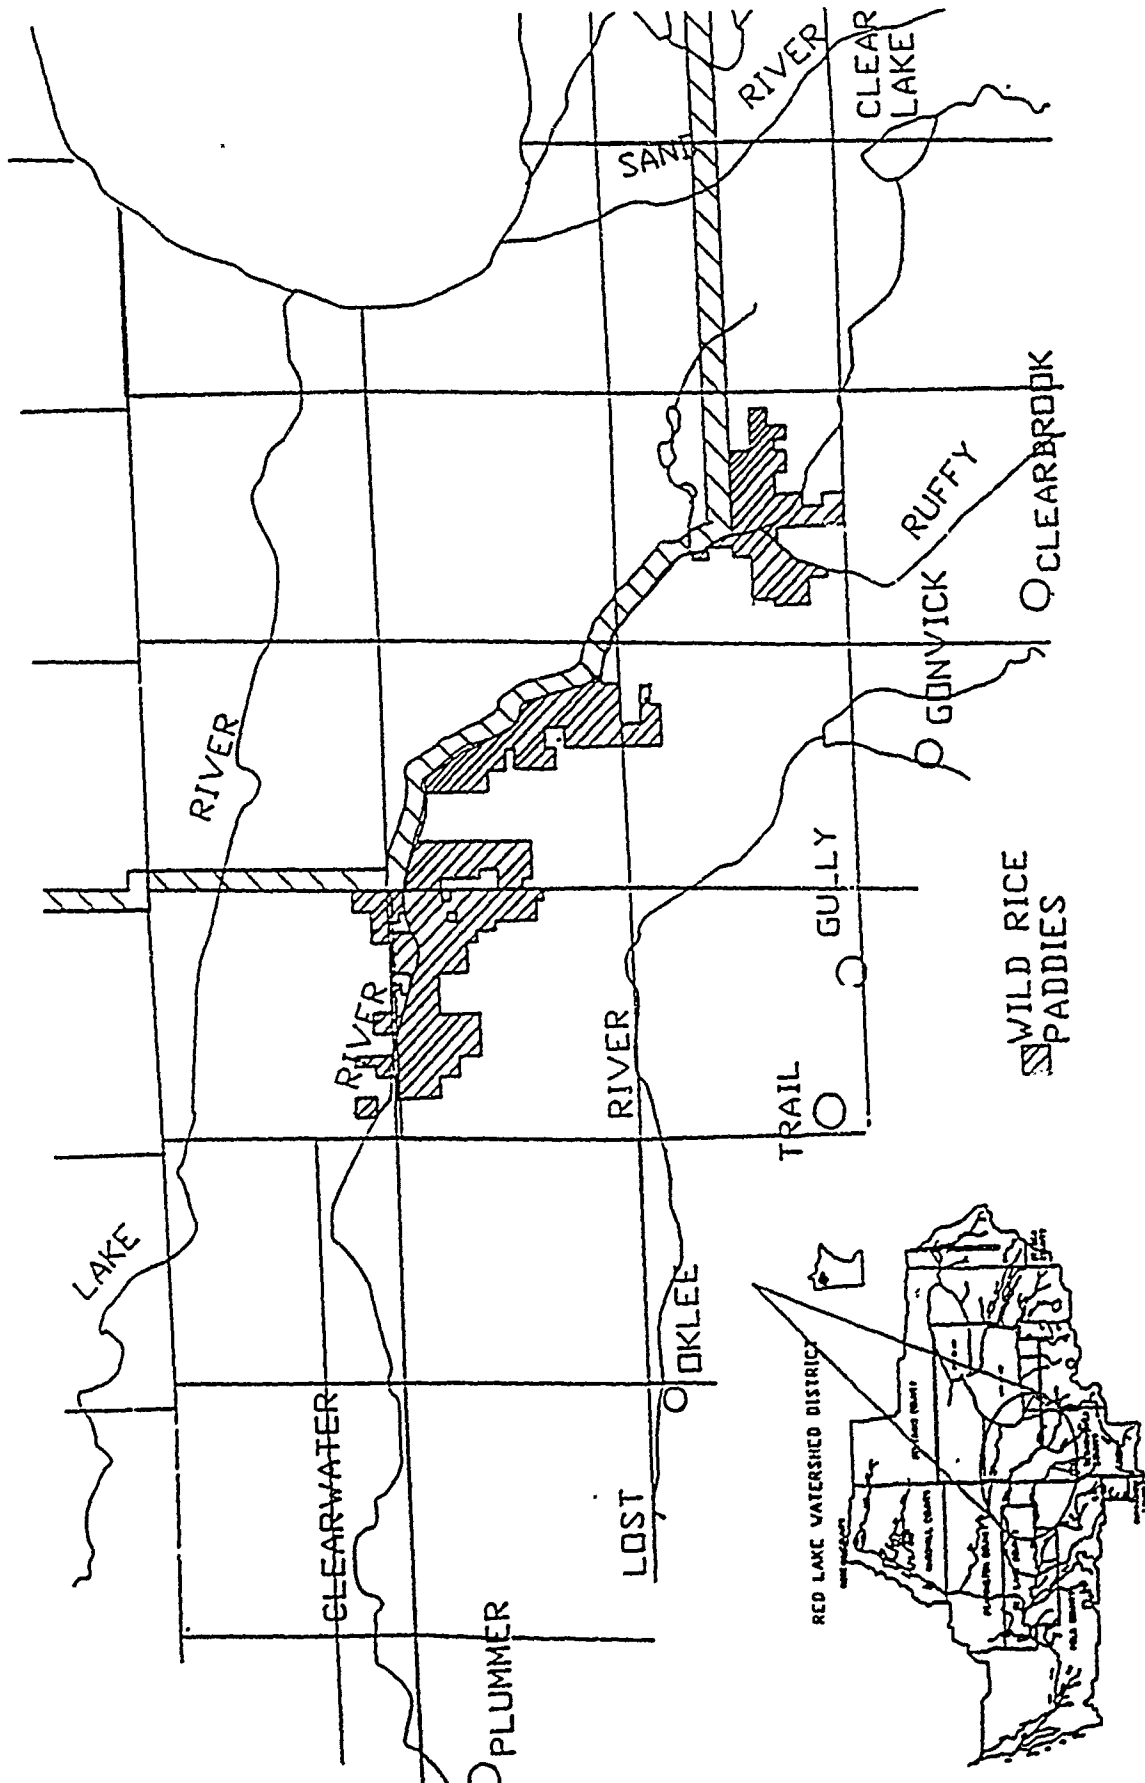 LAKE
RIVER
CLEARWATER
RIVER
LOST
RIVER
SAND
RIVER
CLEAR
LAKE
RUFFY
PLUMMER
OKLEE
TRAIL
GULLY
GONVICK
CLEARBROOK
WILD RICE
PADDIES
RED LAKE WATERSHED DISTRICT